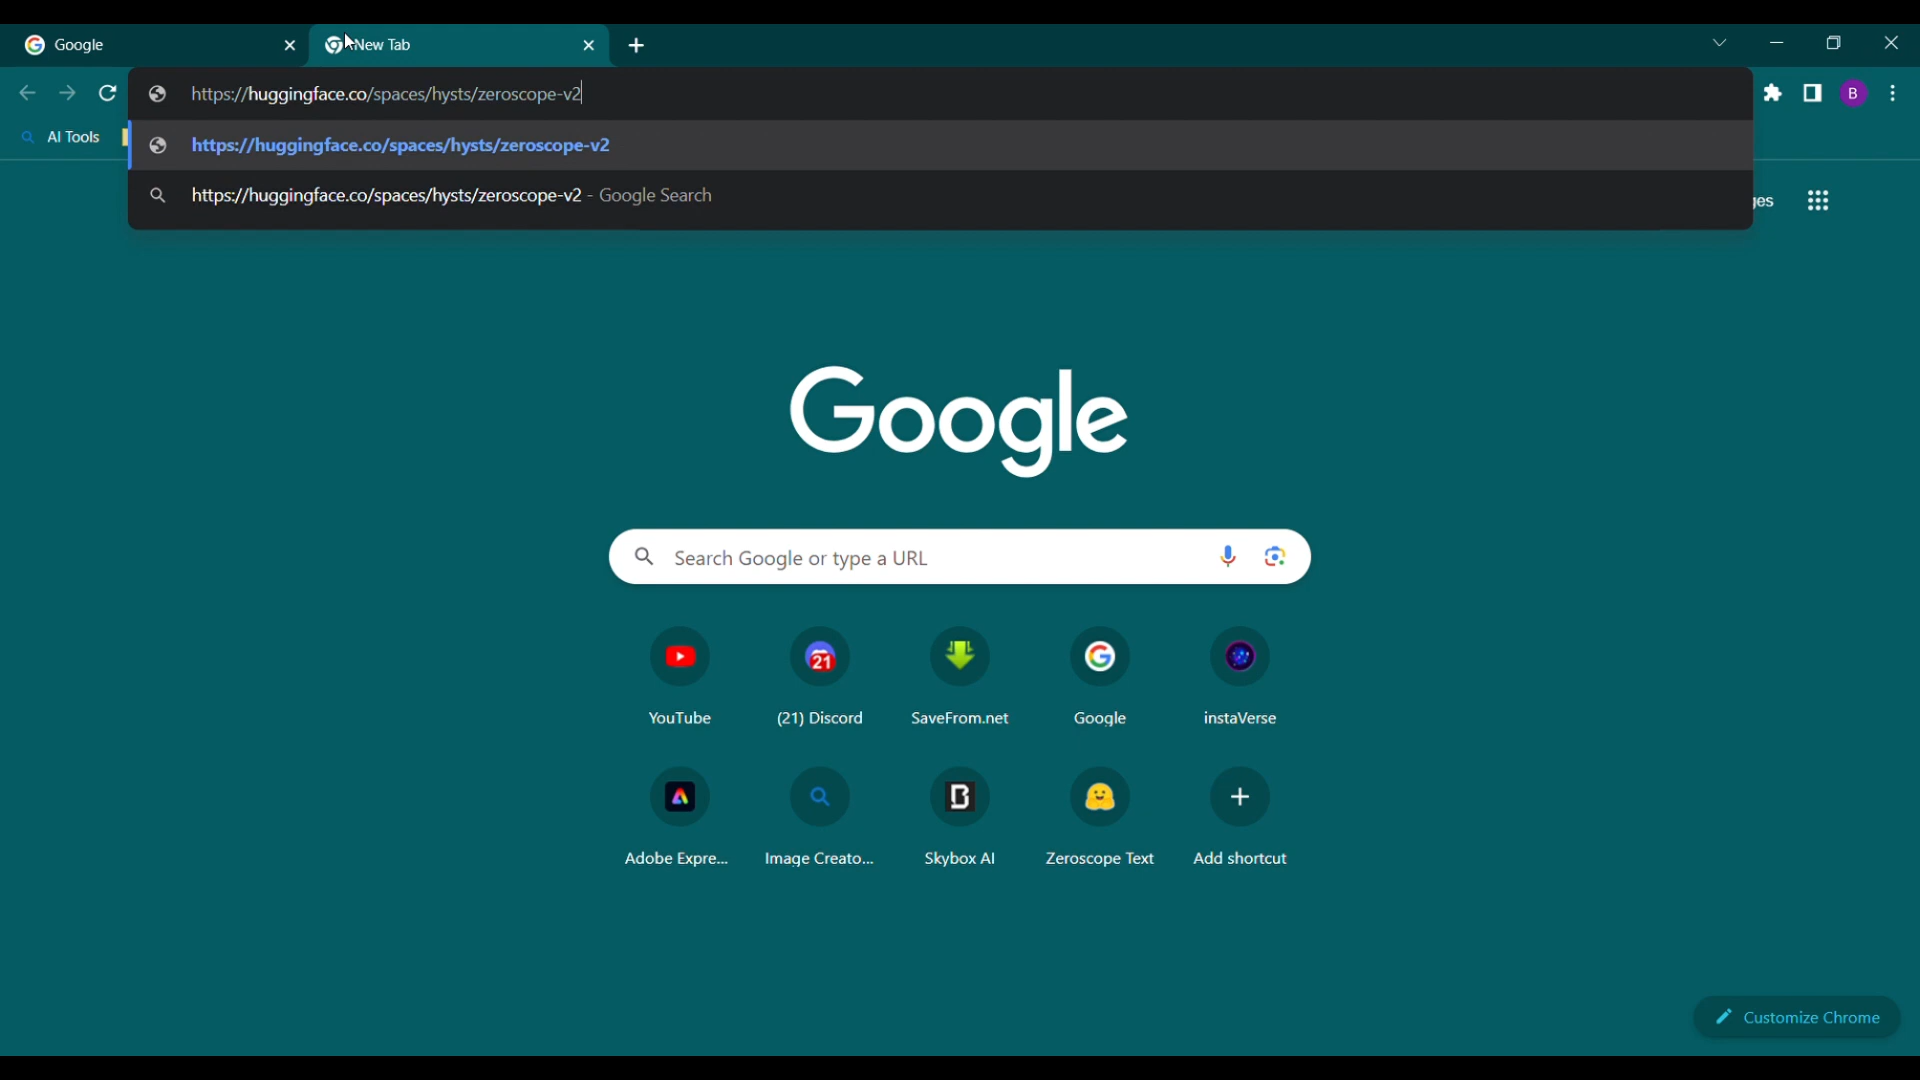 Google
New Tab
https://huggingface.co/spaces/hysts/zeroscope-v2
B
AI Tools
https://huggingface.co/spaces/hysts/zeroscope-v2
https://huggingface.co/spaces/hysts/zeroscope-v2 - Google Search
Google
Search Google or type a URL
YouTube
21
(21) Discord
SaveFrom.net
Google
instaVerse
Adobe Expre...
Image Creato...
Skybox AI
Zeroscope Text
Add shortcut
Customize Chrome